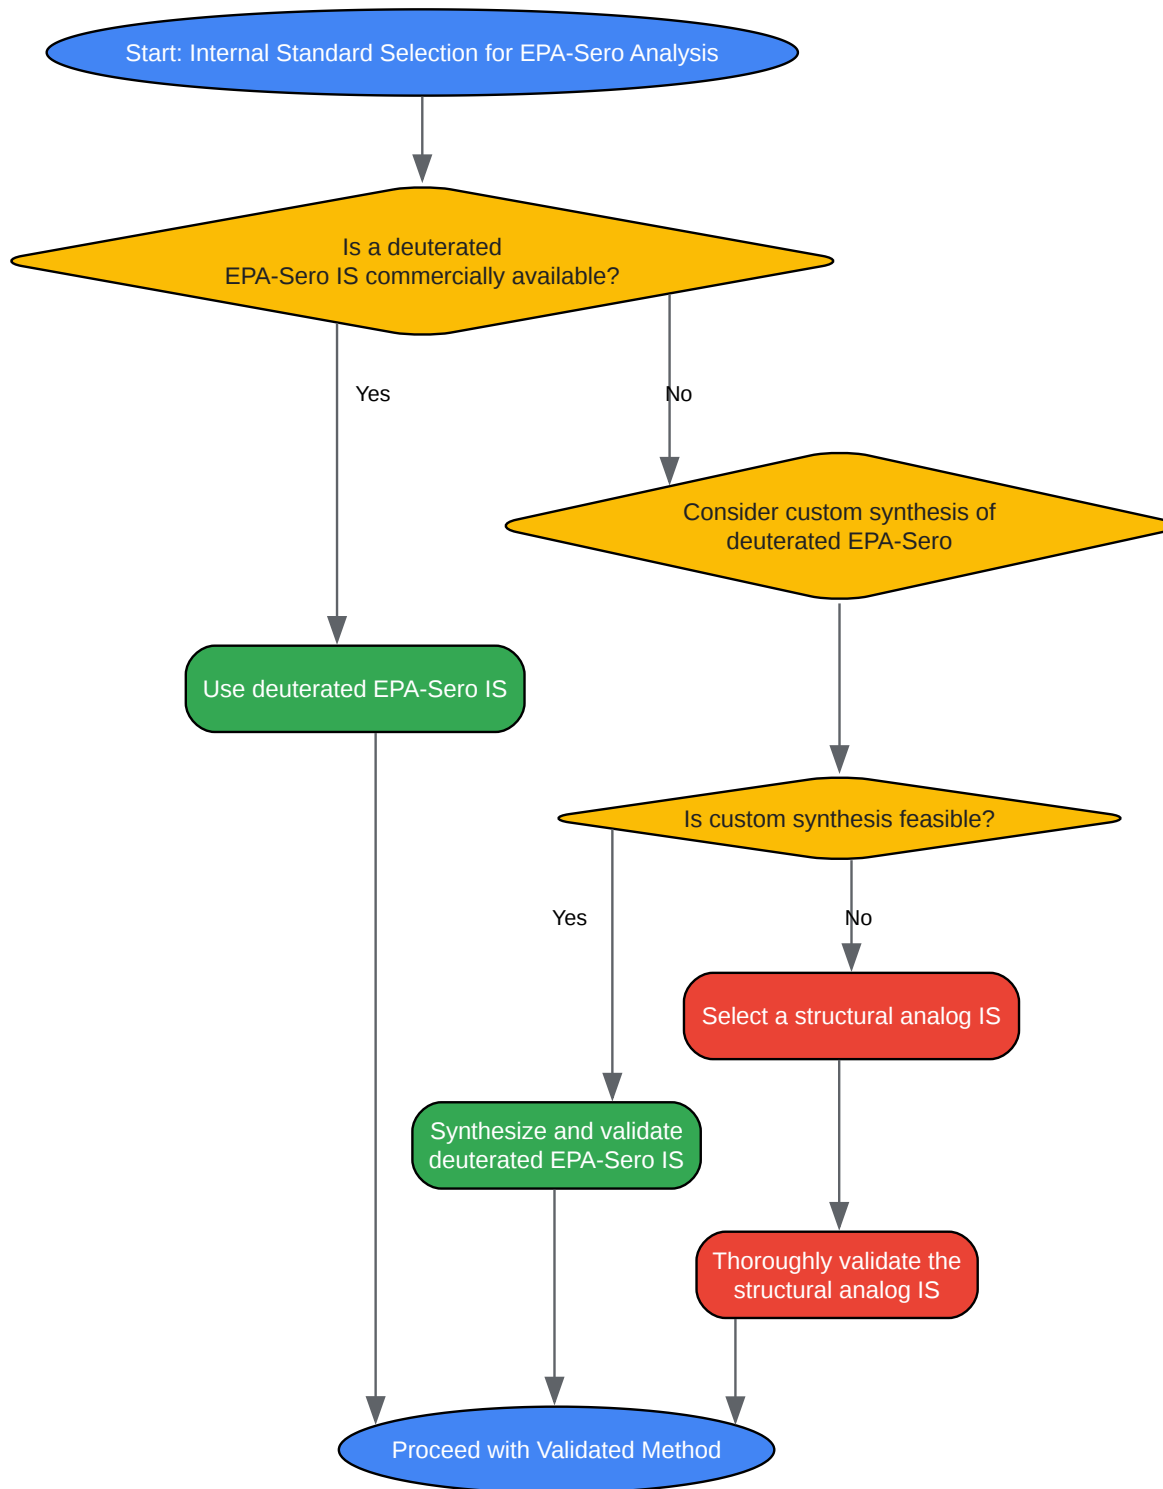 Start: Internal Standard Selection for EPA-Sero Analysis
Is a deuterated
EPA-Sero IS commercially available?
Yes
No
Consider custom synthesis of
deuterated EPA-Sero
Use deuterated EPA-Sero IS
Is custom synthesis feasible?
Yes
No
Select a structural analog IS
Synthesize and validate
deuterated EPA-Sero IS
Thoroughly validate the
structural analog IS
Proceed with Validated Method